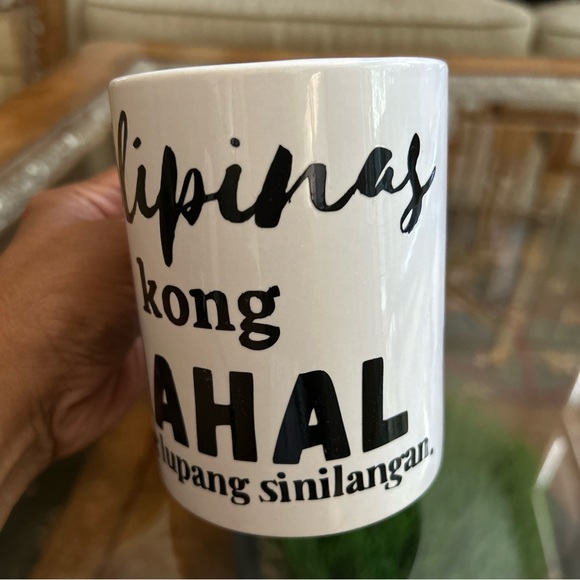 lipinas
kong
AHAL
lupang sinilangan.